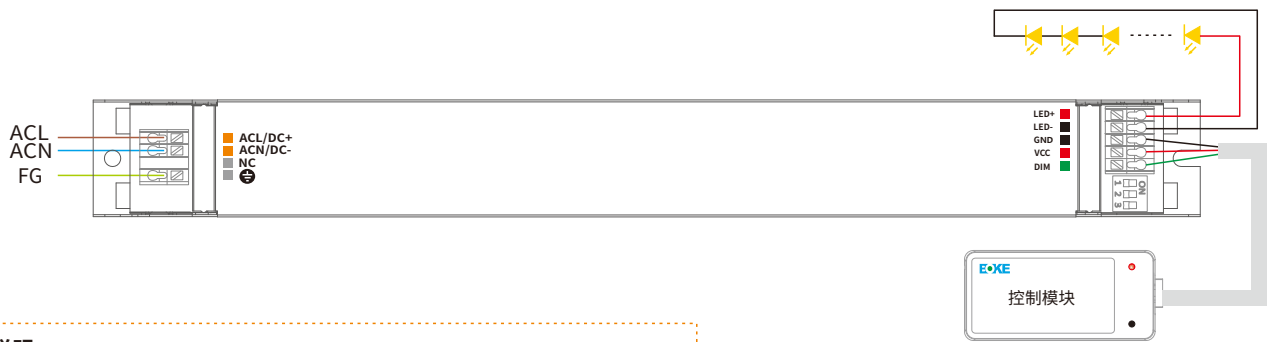 ACL
ACN
FG
ACL/DC+
ACN/DC-
NC
LED+
LED-
GND
VCC
DIM
ON
1
2
3
EOKE
控制模块